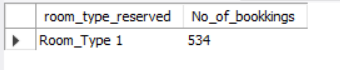 room_type_reserved No_of_bookkings
Room_Type 1 534